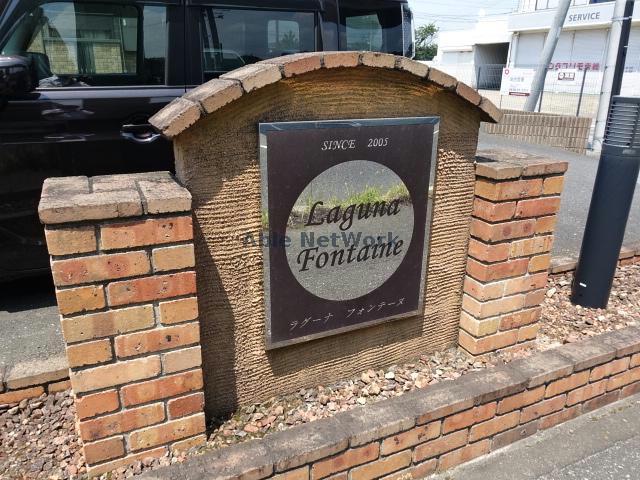 SERVICE
SINCE 2005
Laguna
Able NetWork
Fontaine
ラグーナ フォンテーヌ